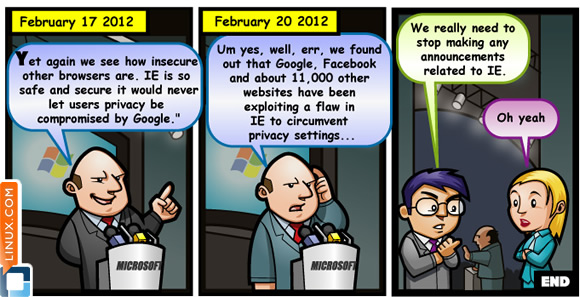 February 17 2012
Yet again we see how insecure
other browsers are. IE is so
safe and secure it would never
let users privacy be
compromised by Google."
MICROSOFT
February 20 2012
Um yes, well, err, we found
out that Google, Facebook
and about 11,000 other
websites have been
exploiting a flaw in
IE to circumvent
privacy settings...
MICROSOFT
We really need to
stop making any
announcements
related to IE.
Oh yeah
END
LINUX.COM